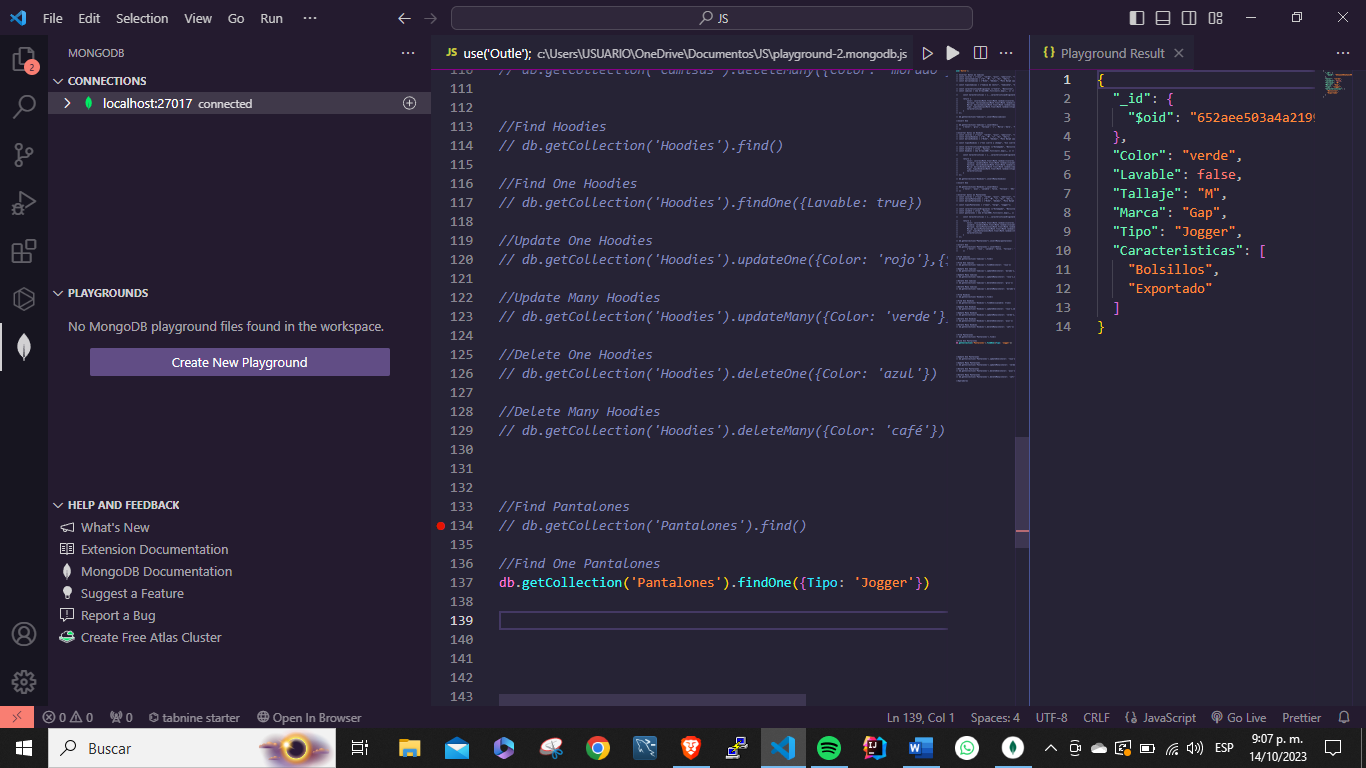 File Edit Selection View Go Run ··· JS
MONGODB ···
CONNECTIONS
localhost:27017 connected
PLAYGROUNDS
No MongoDB playground files found in the workspace.
Create New Playground
HELP AND FEEDBACK
What's New
Extension Documentation
MongoDB Documentation
Suggest a Feature
Report a Bug
Create Free Atlas Cluster
2
JS use('Outle'); c:\Users\USUARIO\OneDrive\Documentos\JS\playground-2.mongodb.js
110 // db.getCollection('Camisas').deleteMany({Color: 'morado'
111
112
113 //Find Hoodies
114 // db.getCollection('Hoodies').find()
115
116 //Find One Hoodies
117 // db.getCollection('Hoodies').findOne({Lavable: true})
118
119 //Update One Hoodies
120 // db.getCollection('Hoodies').updateOne({Color: 'rojo'},{
121
122 //Update Many Hoodies
123 // db.getCollection('Hoodies').updateMany({Color: 'verde'}
124
125 //Delete One Hoodies
126 // db.getCollection('Hoodies').deleteOne({Color: 'azul'})
127
128 //Delete Many Hoodies
129 // db.getCollection('Hoodies').deleteMany({Color: 'café'})
130
131
132
133 //Find Pantalones
134 // db.getCollection('Pantalones').find()
135
136 //Find One Pantalones
137 db.getCollection('Pantalones').findOne({Tipo: 'Jogger'})
138
139
140
141
142
143
{} Playground Result
1 {
2 "_id": {
3 "$oid": "652aee503a4a219
4 },
5 "Color": "verde",
6 "Lavable": false,
7 "Tallaje": "M",
8 "Marca": "Gap",
9 "Tipo": "Jogger",
10 "Caracteristicas": [
11 "Bolsillos",
12 "Exportado"
13 ]
14 }
0 0 0 tabnine starter Open In Browser Ln 139, Col 1 Spaces: 4 UTF-8 CRLF {} JavaScript Go Live Prettier
Buscar
ESP
9:07 p. m.
14/10/2023